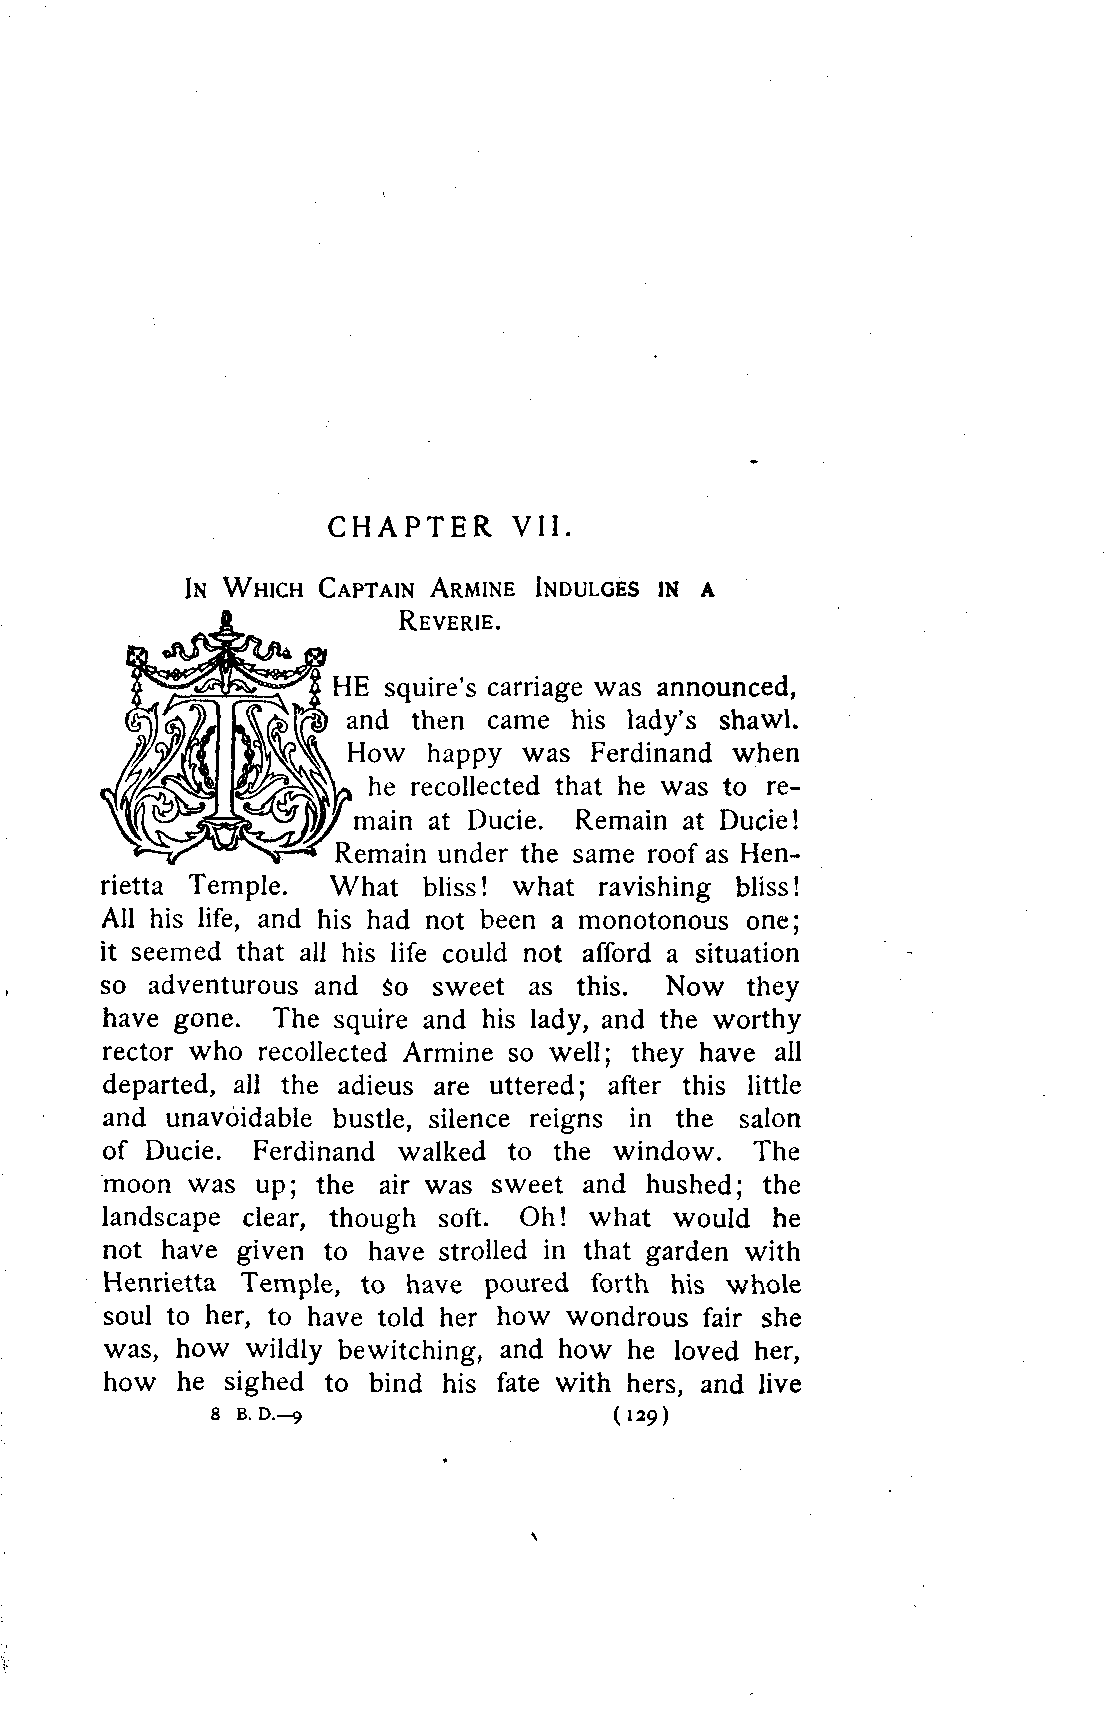 CHAPTER VII.
IN WHICH CAPTAIN ARMINE INDULGES IN A
REVERIE.
THE squire's carriage was announced,
and then came his lady's shawl.
How happy was Ferdinand when
he recollected that he was to re-
main at Ducie. Remain at Ducie!
Remain under the same roof as Hen-
rietta Temple. What bliss! what ravishing bliss!
All his life, and his had not been a monotonous one;
it seemed that all his life could not afford a situation
so adventurous and so sweet as this. Now they
have gone. The squire and his lady, and the worthy
rector who recollected Armine so well; they have all
departed, all the adieus are uttered; after this little
and unavoidable bustle, silence reigns in the salon
of Ducie. Ferdinand walked to the window. The
moon was up; the air was sweet and hushed; the
landscape clear, though soft. Oh! what would he
not have given to have strolled in that garden with
Henrietta Temple, to have poured forth his whole
soul to her, to have told her how wondrous fair she
was, how wildly bewitching, and how he loved her,
how he sighed to bind his fate with hers, and live
8 B. D.—9 (129)